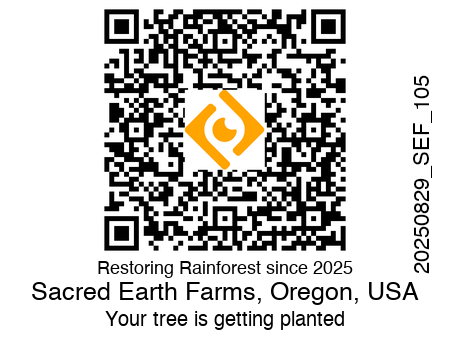 Restoring Rainforest since 2025
Sacred Earth Farms, Oregon, USA
Your tree is getting planted
20250829_SEF_105